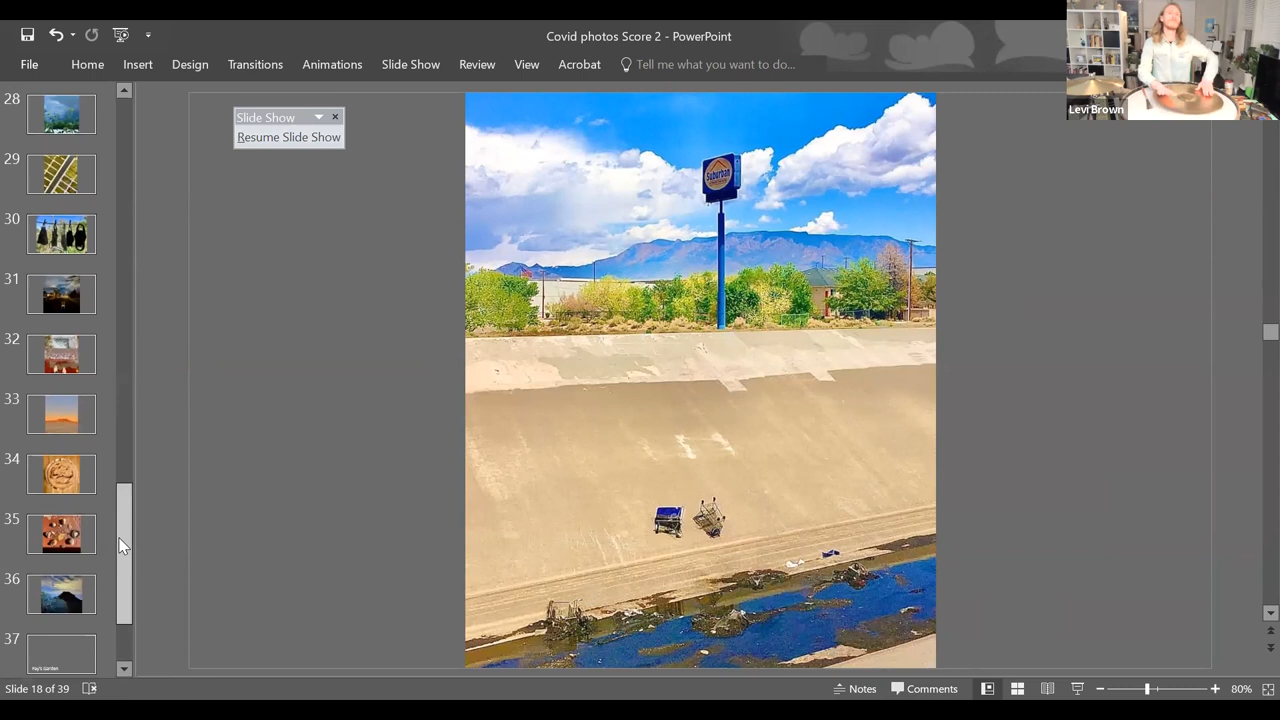 Covid photos Score 2 - PowerPoint
File Home Insert Design Transitions Animations Slide Show Review View Acrobat Tell me what you want to do...
Levi Brown
Slide Show
Resume Slide Show
Suburban
28
29
30
31
32
33
34
35
36
37
Fay's Garden
Slide 18 of 39 Notes Comments 80%